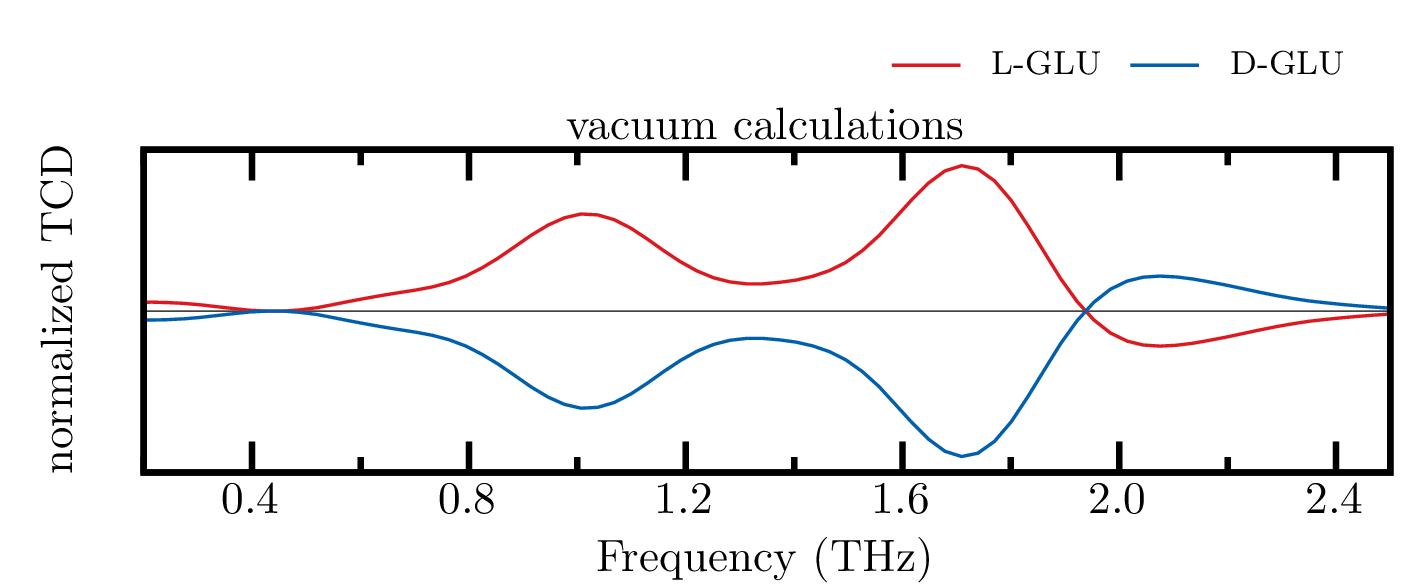 L-GLU D-GLU
vacuum calculations
normalized TCD
0.4 0.8 1.2 1.6 2.0 2.4
Frequency (THz)